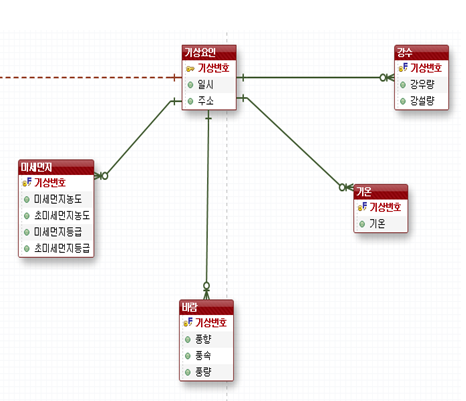 기상요인
기상번호
일시
주소
강수
기상번호
강우량
강설량
미세먼지
기상번호
미세먼지농도
초미세먼지농도
미세먼지등급
초미세먼지등급
기온
기상번호
기온
바람
기상번호
풍향
풍속
풍량